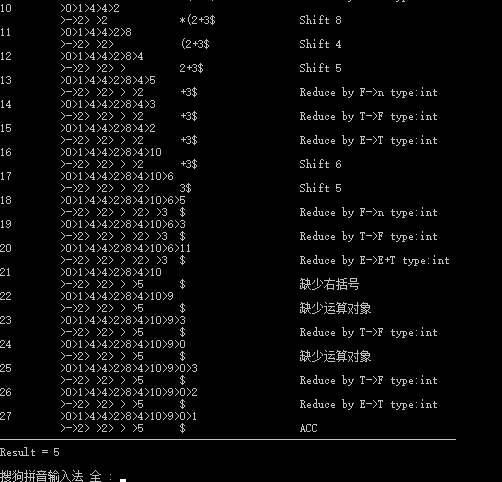 10 >0>1>4>4>2
>->2> >2 *(2+3$ Shift 8
11 >0>1>4>4>2>8
>->2> >2> (2+3$ Shift 4
12 >0>1>4>4>2>8>4
>->2> >2> > 2+3$ Shift 5
13 >0>1>4>4>2>8>4>5
>->2> >2> > >2 +3$ Reduce by F->n type:int
14 >0>1>4>4>2>8>4>3
>->2> >2> > >2 +3$ Reduce by T->F type:int
15 >0>1>4>4>2>8>4>2
>->2> >2> > >2 +3$ Reduce by E->T type:int
16 >0>1>4>4>2>8>4>10
>->2> >2> > >2 +3$ Shift 6
17 >0>1>4>4>2>8>4>10>6
>->2> >2> > >2> 3$ Shift 5
18 >0>1>4>4>2>8>4>10>6>5
>->2> >2> > >2> >3 $ Reduce by F->n type:int
19 >0>1>4>4>2>8>4>10>6>3
>->2> >2> > >2> >3 $ Reduce by T->F type:int
20 >0>1>4>4>2>8>4>10>6>11
>->2> >2> > >2> >3 $ Reduce by E->E+T type:int
21 >0>1>4>4>2>8>4>10
>->2> >2> > >5 $ 缺少右括号
22 >0>1>4>4>2>8>4>10>9
>->2> >2> > >5 $ 缺少运算对象
23 >0>1>4>4>2>8>4>10>9>3
>->2> >2> > >5 $ Reduce by T->F type:int
24 >0>1>4>4>2>8>4>10>9>0
>->2> >2> > >5 $ 缺少运算对象
25 >0>1>4>4>2>8>4>10>9>0>3
>->2> >2> > >5 $ Reduce by T->F type:int
26 >0>1>4>4>2>8>4>10>9>0>2
>->2> >2> > >5 $ Reduce by E->T type:int
27 >0>1>4>4>2>8>4>10>9>0>1
>->2> >2> > >5 $ ACC
Result = 5
搜狗拼音输入法 全 :